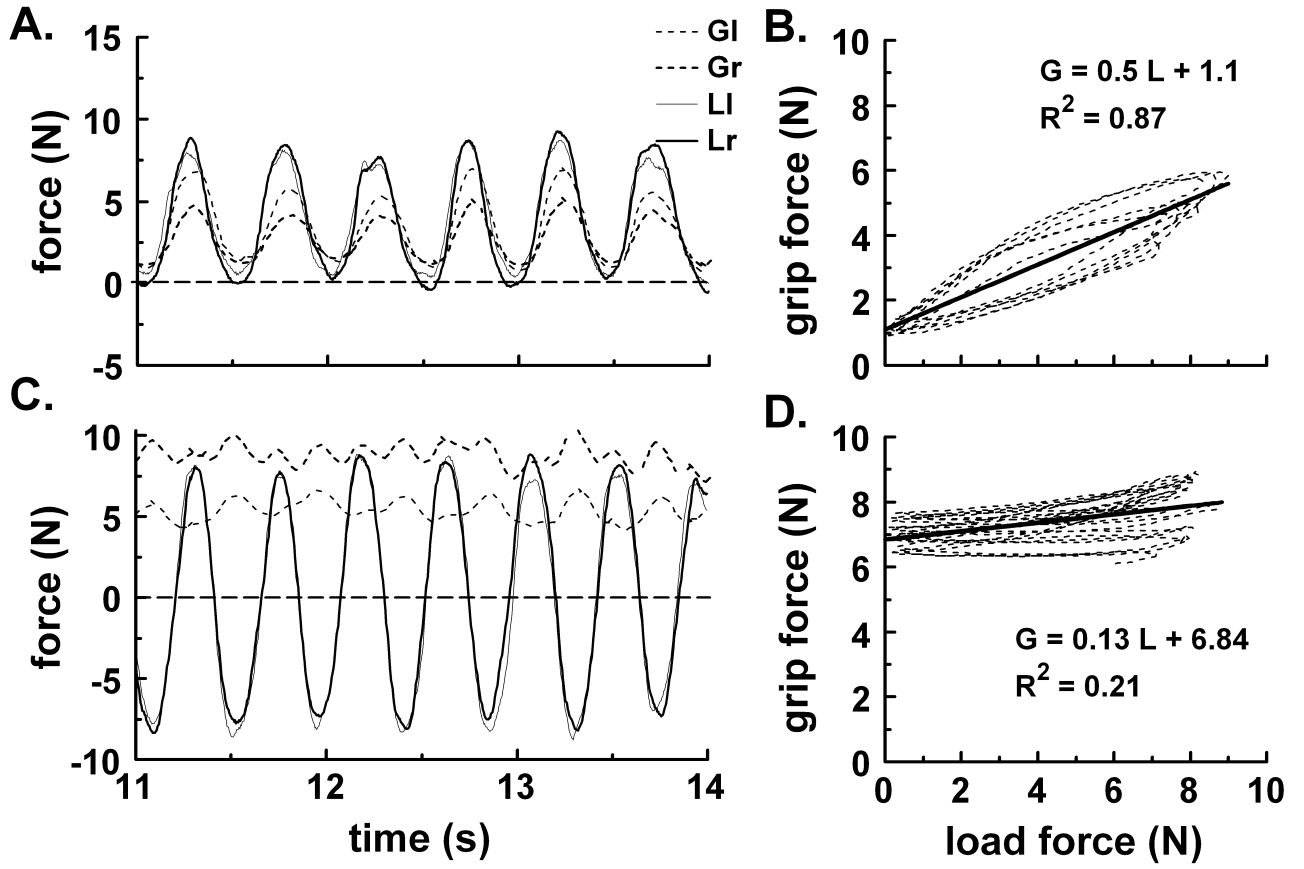 A.
15
10
5
0
-5
force (N)
Gl
Gr
Ll
Lr
B.
10
8
6
4
2
0
grip force (N)
G = 0.5 L + 1.1
R² = 0.87
C.
10
5
0
-5
-10
force (N)
11 12 13 14
time (s)
D.
10
8
6
4
2
0
grip force (N)
G = 0.13 L + 6.84
R² = 0.21
0 2 4 6 8 10
load force (N)